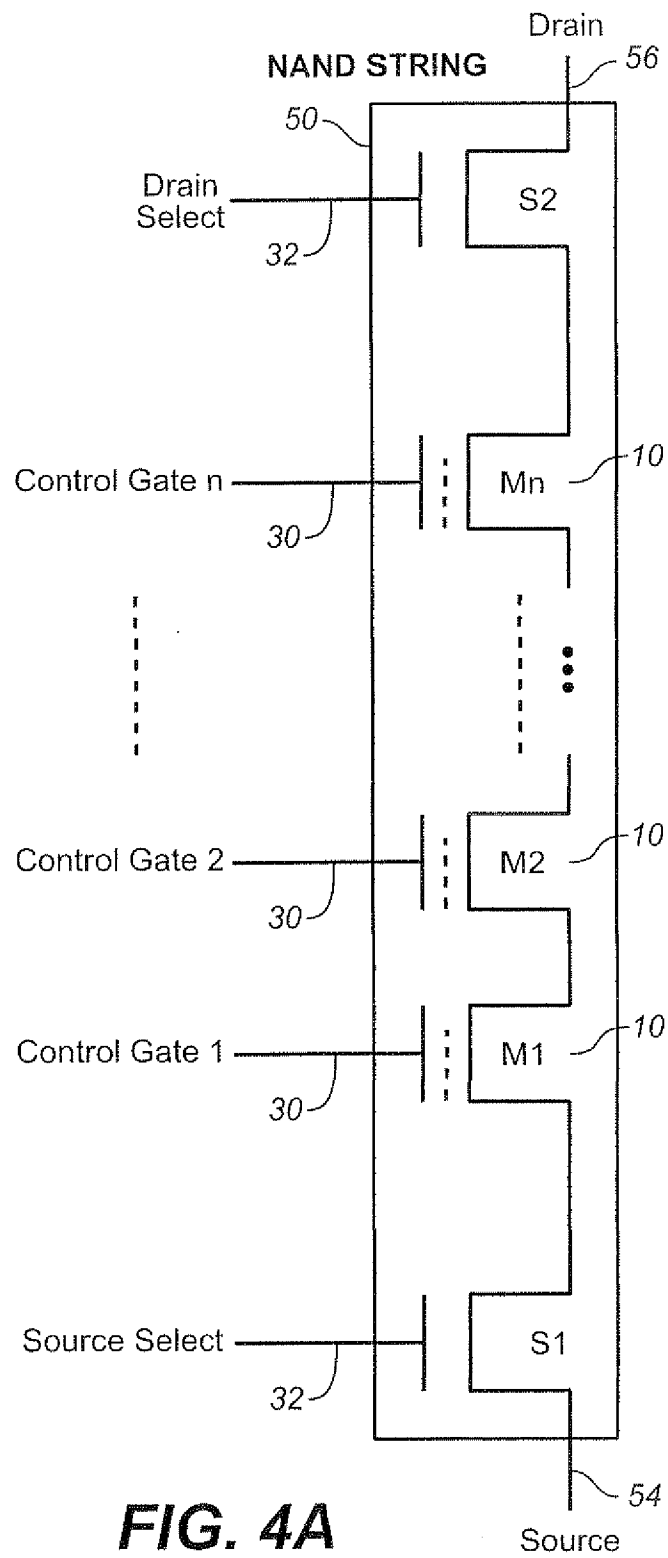 Drain
56
NAND STRING
50
Drain
Select
32
S2
Control Gate n
30
Mn
10
Control Gate 2
30
M2
10
Control Gate 1
30
M1
10
Source Select
32
S1
54
Source
FIG. 4A